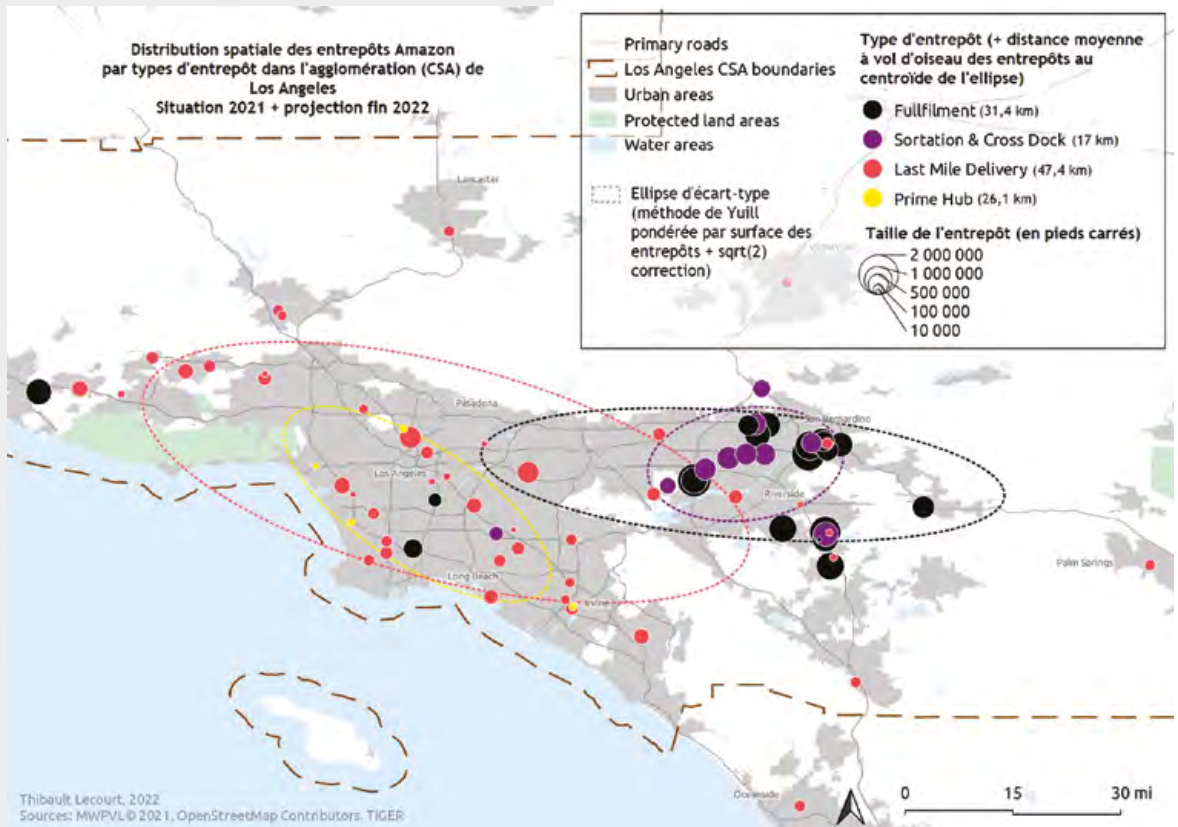 Distribution spatiale des entrepôts Amazon
par types d'entrepôt dans l'agglomération (CSA) de
Los Angeles
Situation 2021 + projection fin 2022
Primary roads
Los Angeles CSA boundaries
Urban areas
Protected land areas
Water areas
Ellipse d'écart-type
(méthode de Yuill
pondérée par surface des
entrepôts + sqrt(2)
correction)
Type d'entrepôt (+ distance moyenne
à vol d'oiseau des entrepôts au
centroïde de l'ellipse)
Fullfilment (31,4 km)
Sortation & Cross Dock (17 km)
Last Mile Delivery (47,4 km)
Prime Hub (26,1 km)
Taille de l'entrepôt (en pieds carrés)
2 000 000
1 000 000
500 000
100 000
10 000
Lancaster
Pasadena
Los Angeles
Bernardino
Riverside
Long Beach
Irvine
Palm Springs
Oceanside
0 15 30 mi
Thibault Lecourt, 2022
Sources: MWPVL© 2021, OpenStreetMap Contributors, TIGER